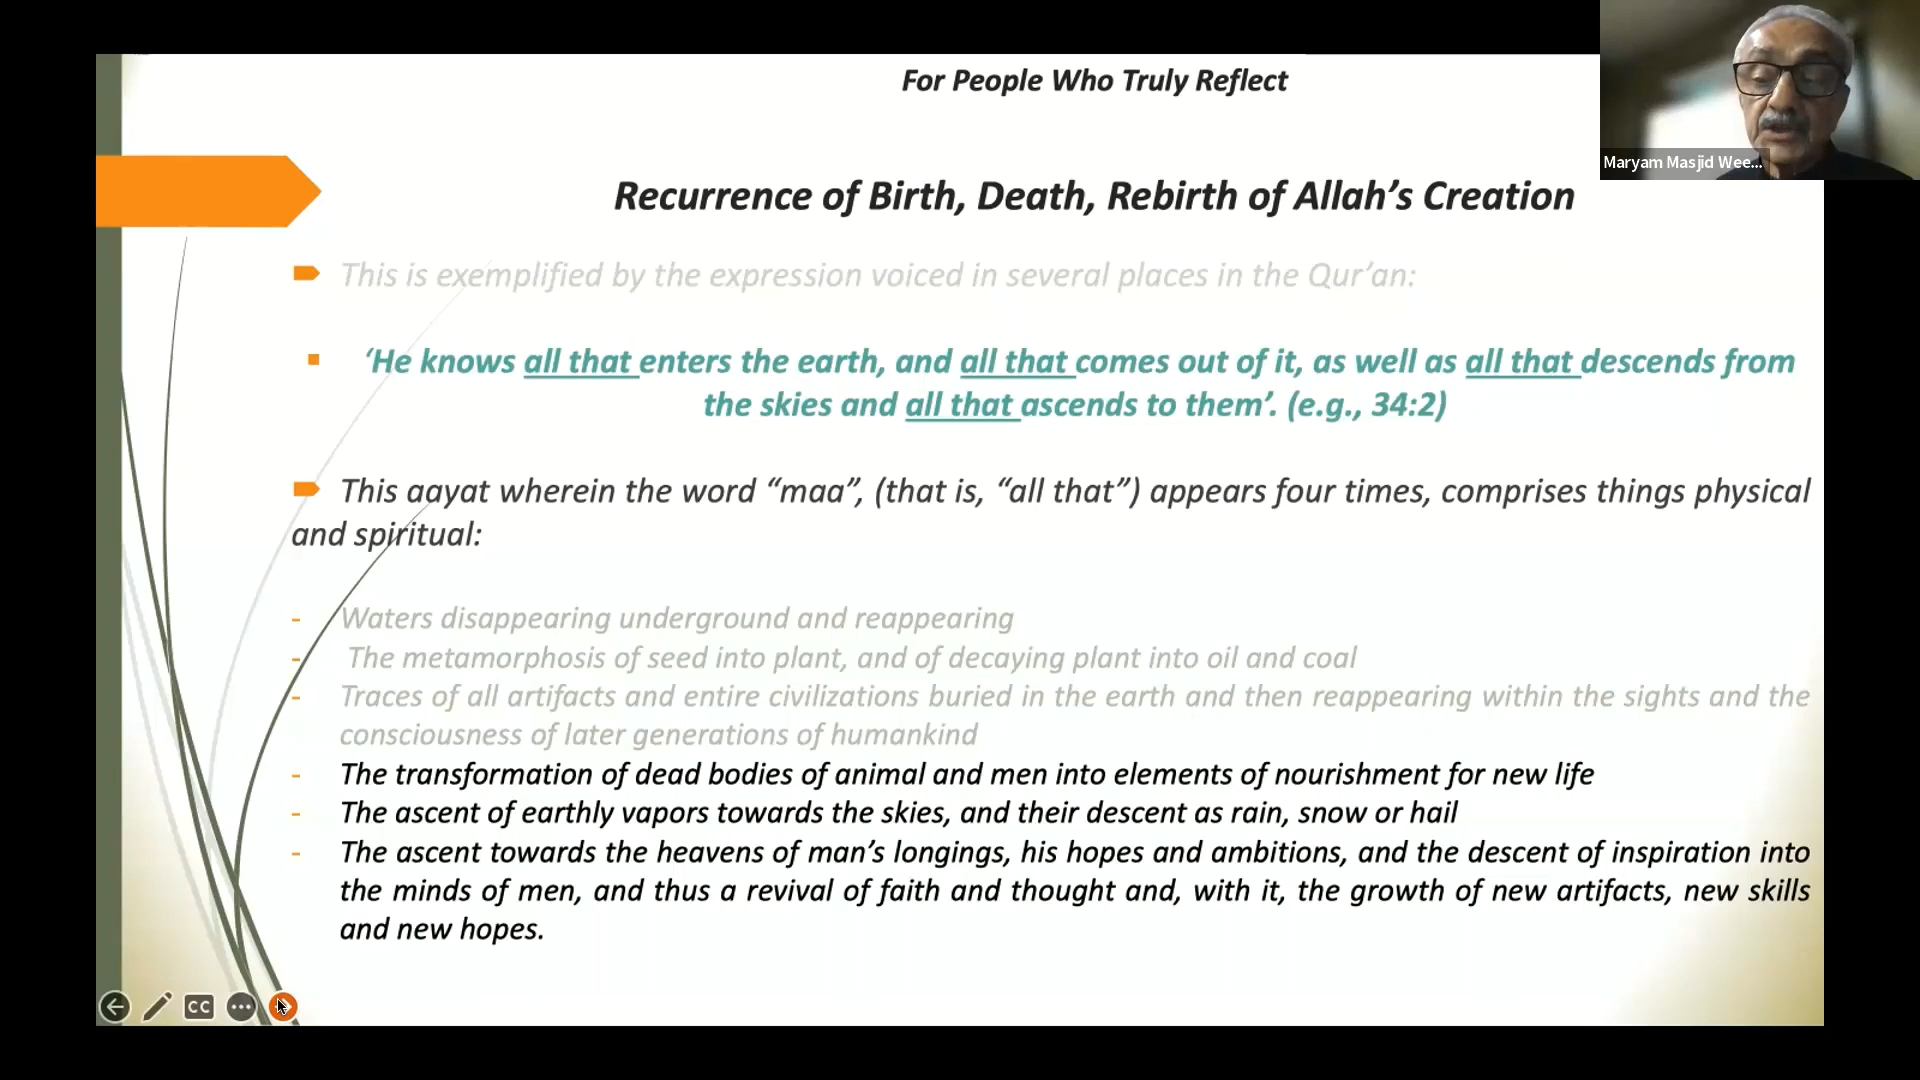 For People Who Truly Reflect
Maryam Masjid Wee...
Recurrence of Birth, Death, Rebirth of Allah’s Creation
This is exemplified by the expression voiced in several places in the Qur’an:
‘He knows all that enters the earth, and all that comes out of it, as well as all that descends from
the skies and all that ascends to them’. (e.g., 34:2)
This aayat wherein the word “maa”, (that is, “all that”) appears four times, comprises things physical
and spiritual:
- Waters disappearing underground and reappearing
- The metamorphosis of seed into plant, and of decaying plant into oil and coal
- Traces of all artifacts and entire civilizations buried in the earth and then reappearing within the sights and the
consciousness of later generations of humankind
- The transformation of dead bodies of animal and men into elements of nourishment for new life
- The ascent of earthly vapors towards the skies, and their descent as rain, snow or hail
- The ascent towards the heavens of man’s longings, his hopes and ambitions, and the descent of inspiration into
the minds of men, and thus a revival of faith and thought and, with it, the growth of new artifacts, new skills
and new hopes.
CC